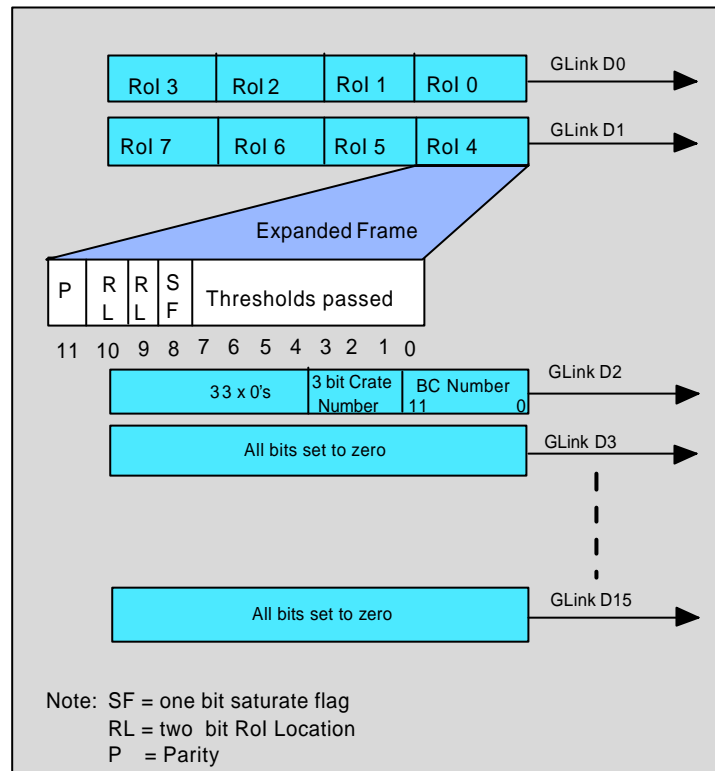 RoI 3 RoI 2 RoI 1 RoI 0 GLink D0
RoI 7 RoI 6 RoI 5 RoI 4 GLink D1
Expanded Frame
P R L R L S F Thresholds passed
11 10 9 8 7 6 5 4 3 2 1 0
33 x 0's 3 bit Crate Number BC Number 11 0 GLink D2
All bits set to zero GLink D3
All bits set to zero GLink D15
Note: SF = one bit saturate flag
RL = two bit RoI Location
P = Parity